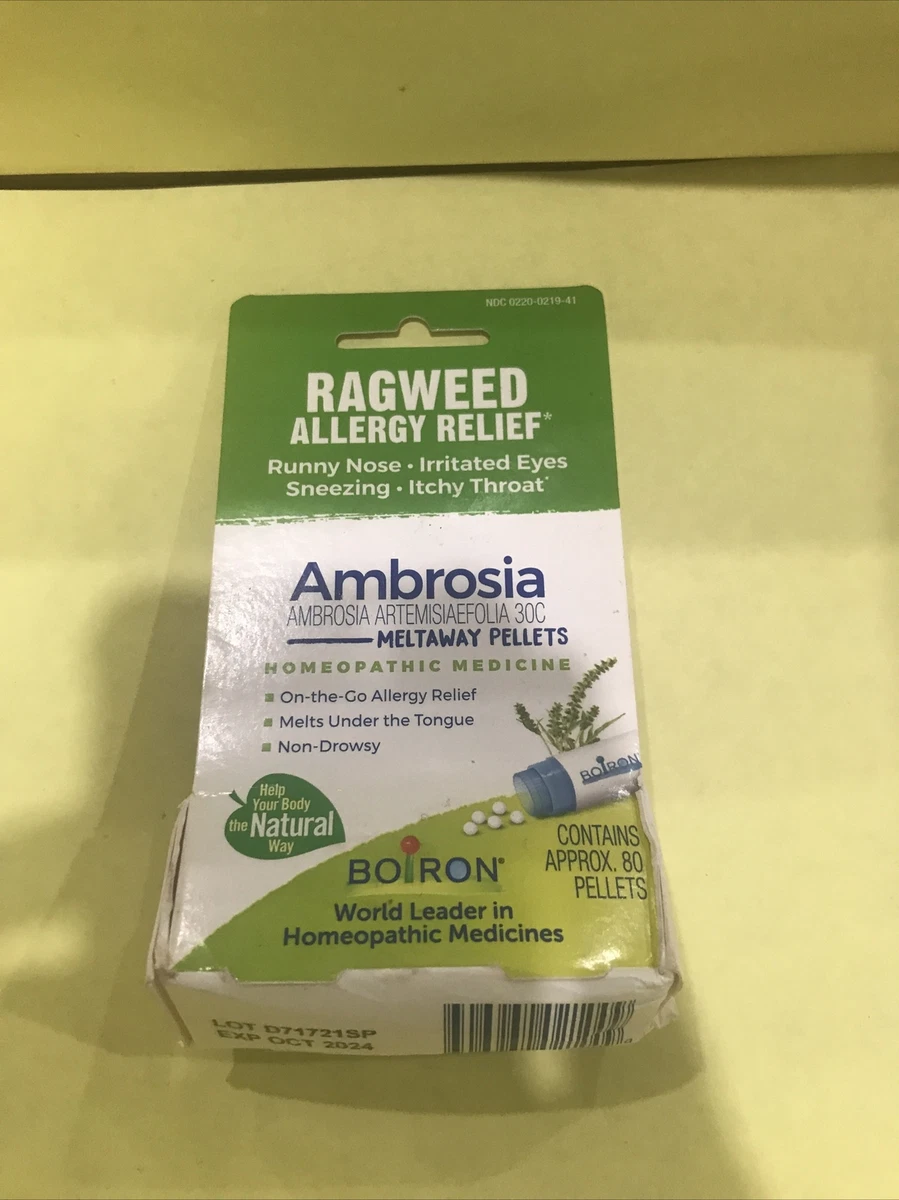 NDC 0220-0219-41
RAGWEED
ALLERGY RELIEF*
Runny Nose • Irritated Eyes
Sneezing • Itchy Throat*
Ambrosia
AMBROSIA ARTEMISIAEFOLIA 30C
MELTAWAY PELLETS
HOMEOPATHIC MEDICINE
On-the-Go Allergy Relief
Melts Under the Tongue
Non-Drowsy
BOIRON
Help
Your Body
the Natural
Way
CONTAINS
APPROX. 80
PELLETS
BOIRON®
World Leader in
Homeopathic Medicines
LOT D71721SP
EXP OCT 2024